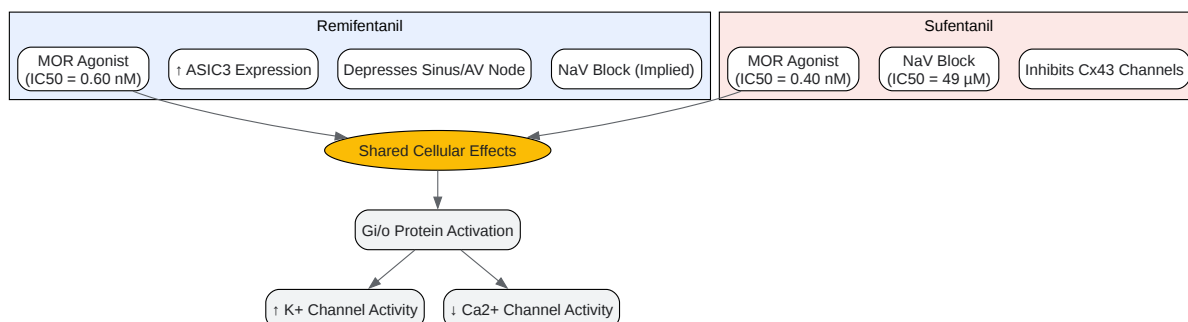 Remifentanil
MOR Agonist
(IC50 = 0.60 nM)
↑ ASIC3 Expression
Depresses Sinus/AV Node
NaV Block (Implied)
Sufentanil
MOR Agonist
(IC50 = 0.40 nM)
NaV Block
(IC50 = 49 µM)
Inhibits Cx43 Channels
Shared Cellular Effects
Gi/o Protein Activation
↑ K+ Channel Activity
↓ Ca2+ Channel Activity